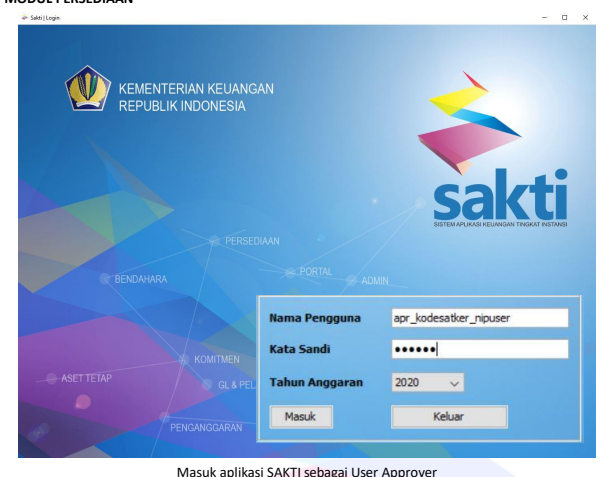 MODUL PERSEDIAAN
Sakti | Login
KEMENTERIAN KEUANGAN
REPUBLIK INDONESIA
sakti
SISTEM APLIKASI KEUANGAN TINGKAT INSTANSI
PERSEDIAAN
PORTAL
BENDAHARA
ADMIN
Nama Pengguna apr_kodesatker_nipuser
Kata Sandi ••••••
KOMITMEN
ASET TETAP
GL & PEL
Tahun Anggaran 2020
Masuk Keluar
PENGANGGARAN
Masuk aplikasi SAKTI sebagai User Approver